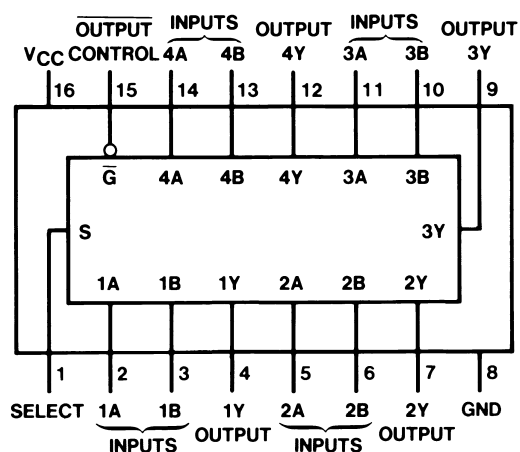 OUTPUT INPUTS INPUTS
VCC CONTROL 4A 4B OUTPUT 4Y 3A 3B OUTPUT 3Y
16 15 14 13 12 11 10 9
G 4A 4B 4Y 3A 3B
S 3Y
1A 1B 1Y 2A 2B 2Y
1 2 3 4 5 6 7 8
SELECT 1A 1B 1Y 2A 2B 2Y GND
INPUTS OUTPUT INPUTS OUTPUT